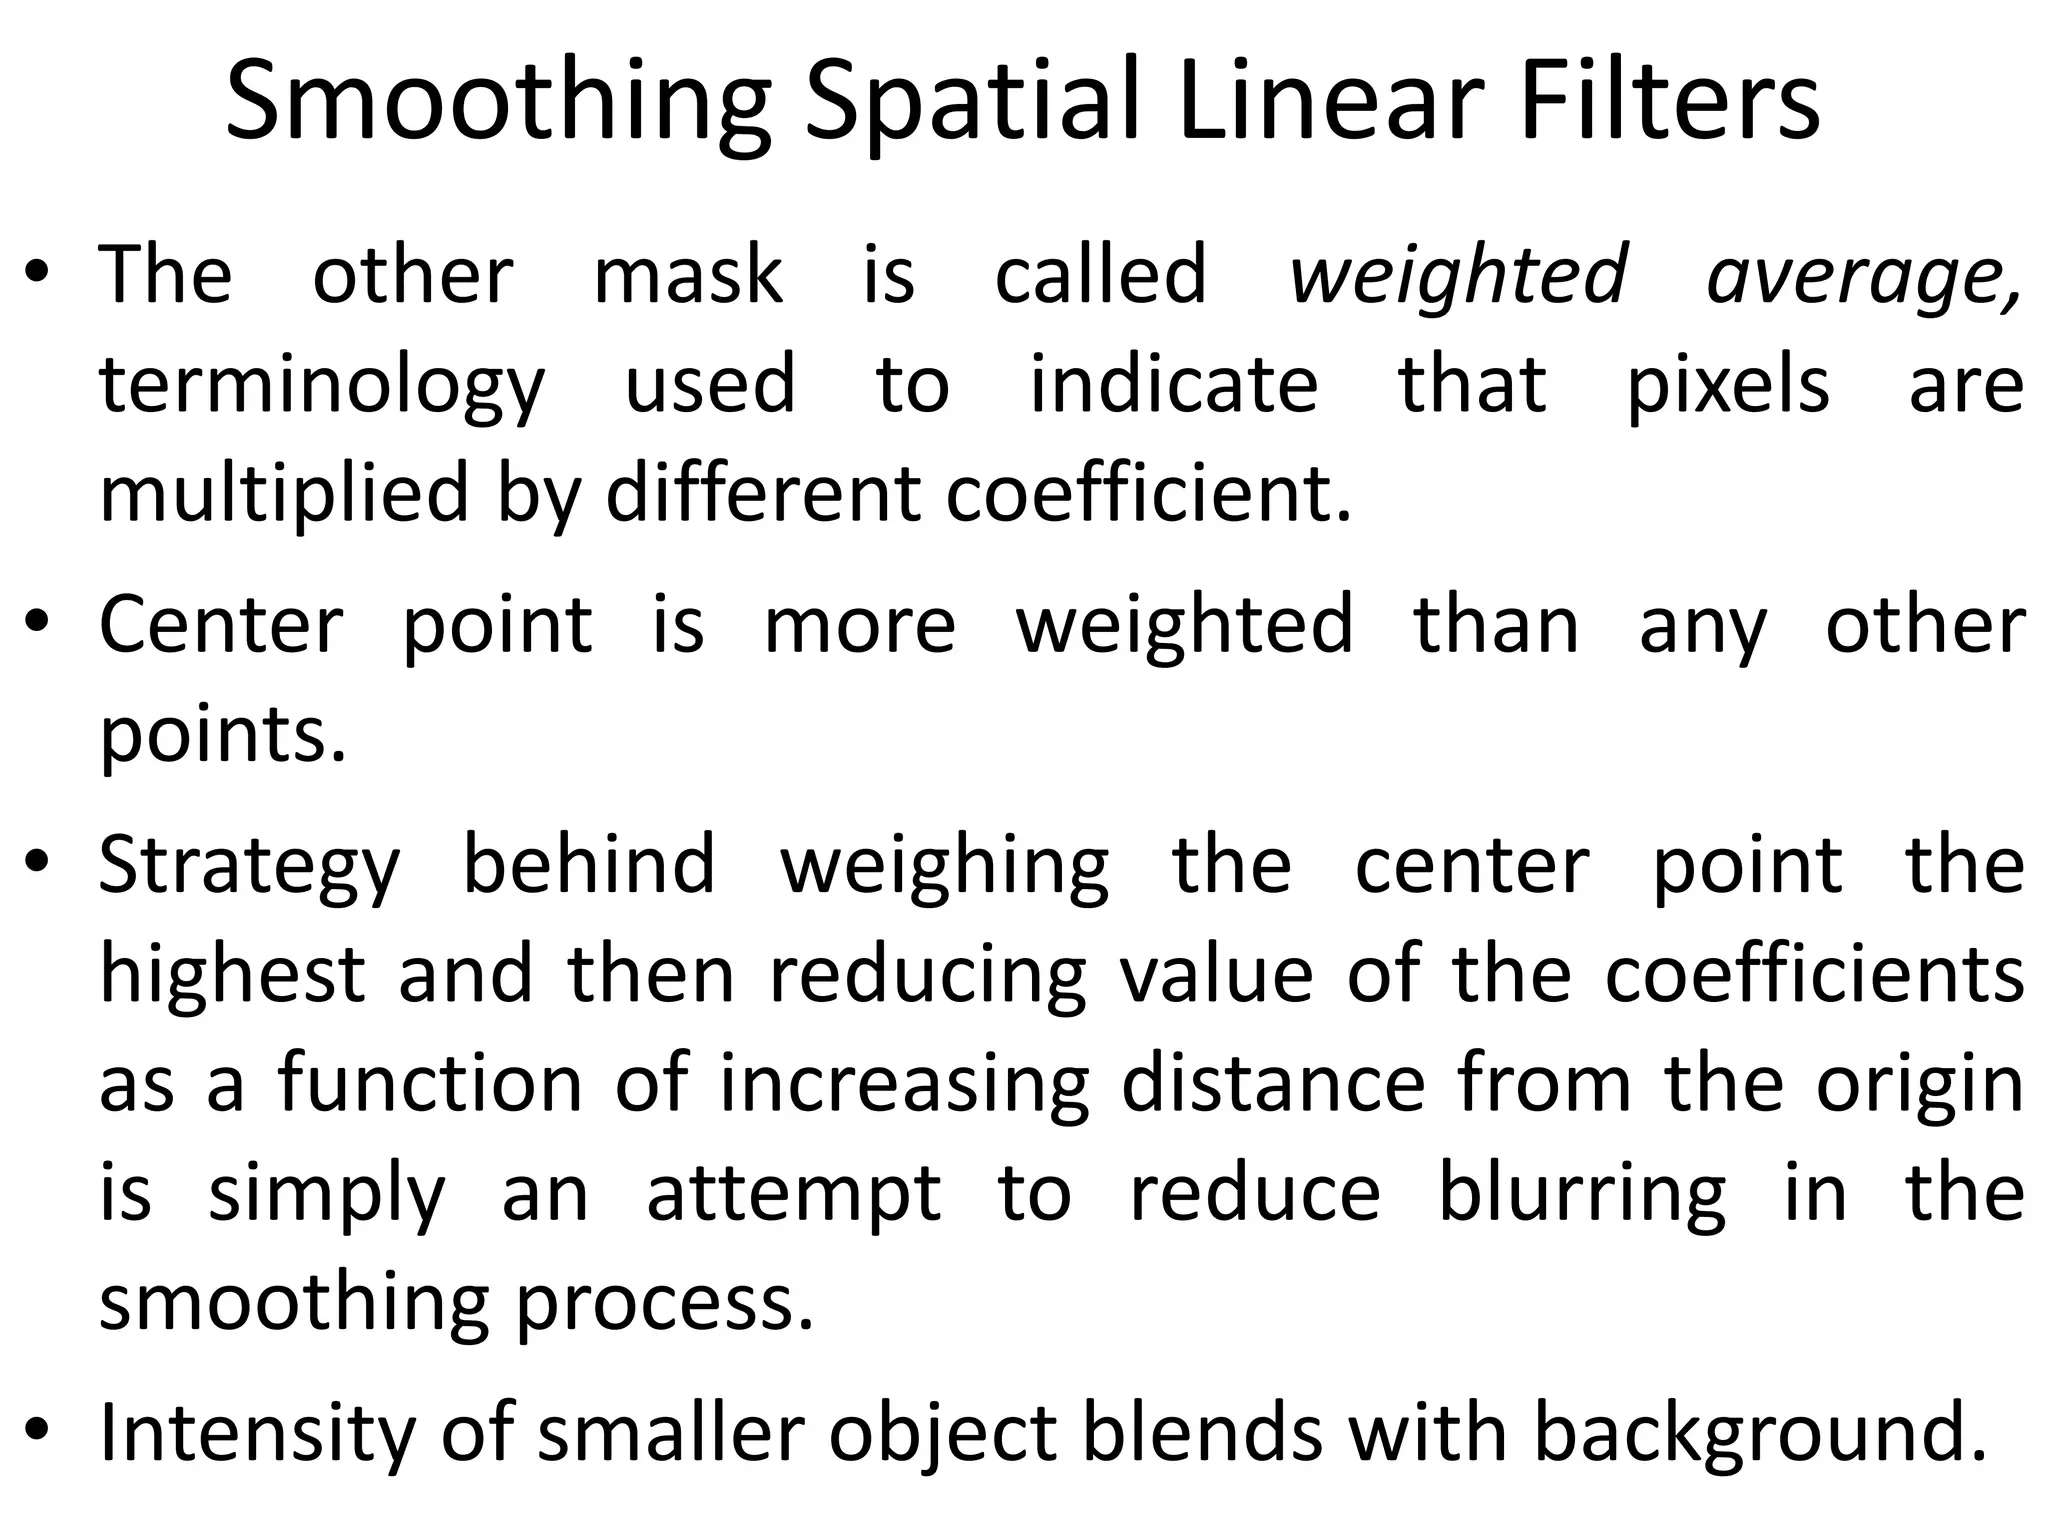 Smoothing Spatial Linear Filters
• The other mask is called weighted average,
terminology used to indicate that pixels are
multiplied by different coefficient.
• Center point is more weighted than any other
points.
• Strategy behind weighing the center point the
highest and then reducing value of the coefficients
as a function of increasing distance from the origin
is simply an attempt to reduce blurring in the
smoothing process.
• Intensity of smaller object blends with background.